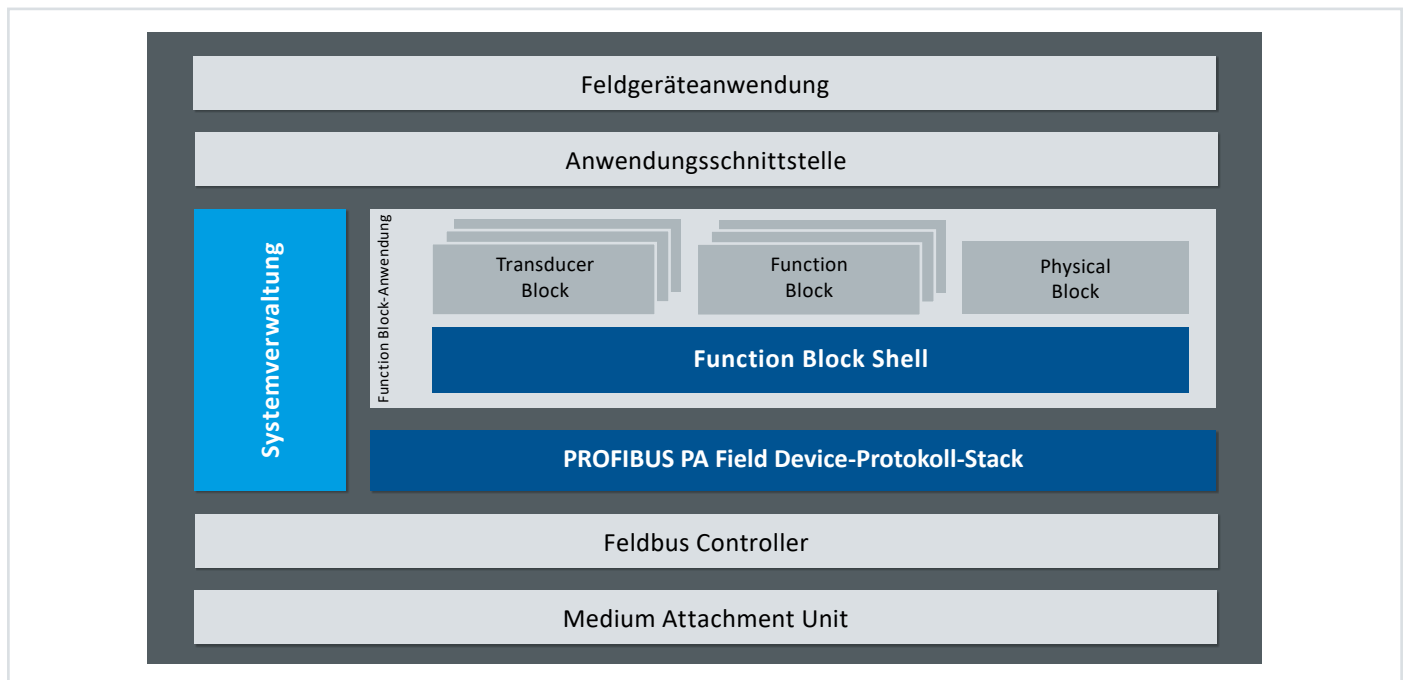 Feldgeräteanwendung
Anwendungsschnittstelle
Systemverwaltung
Function Block-Anwendung
Transducer
Block
Function
Block
Physical
Block
Function Block Shell
PROFIBUS PA Field Device-Protokoll-Stack
Feldbus Controller
Medium Attachment Unit